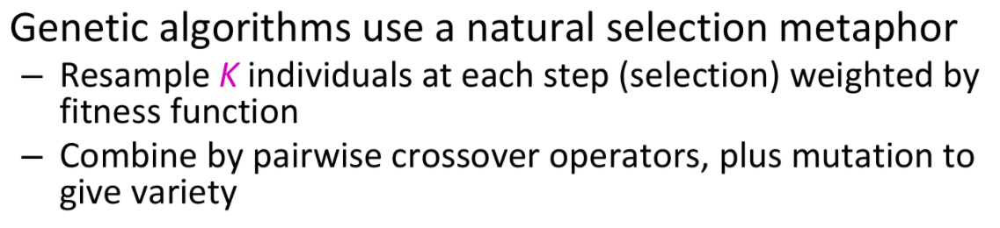 Genetic algorithms use a natural selection metaphor
– Resample K individuals at each step (selection) weighted by
fitness function
– Combine by pairwise crossover operators, plus mutation to
give variety